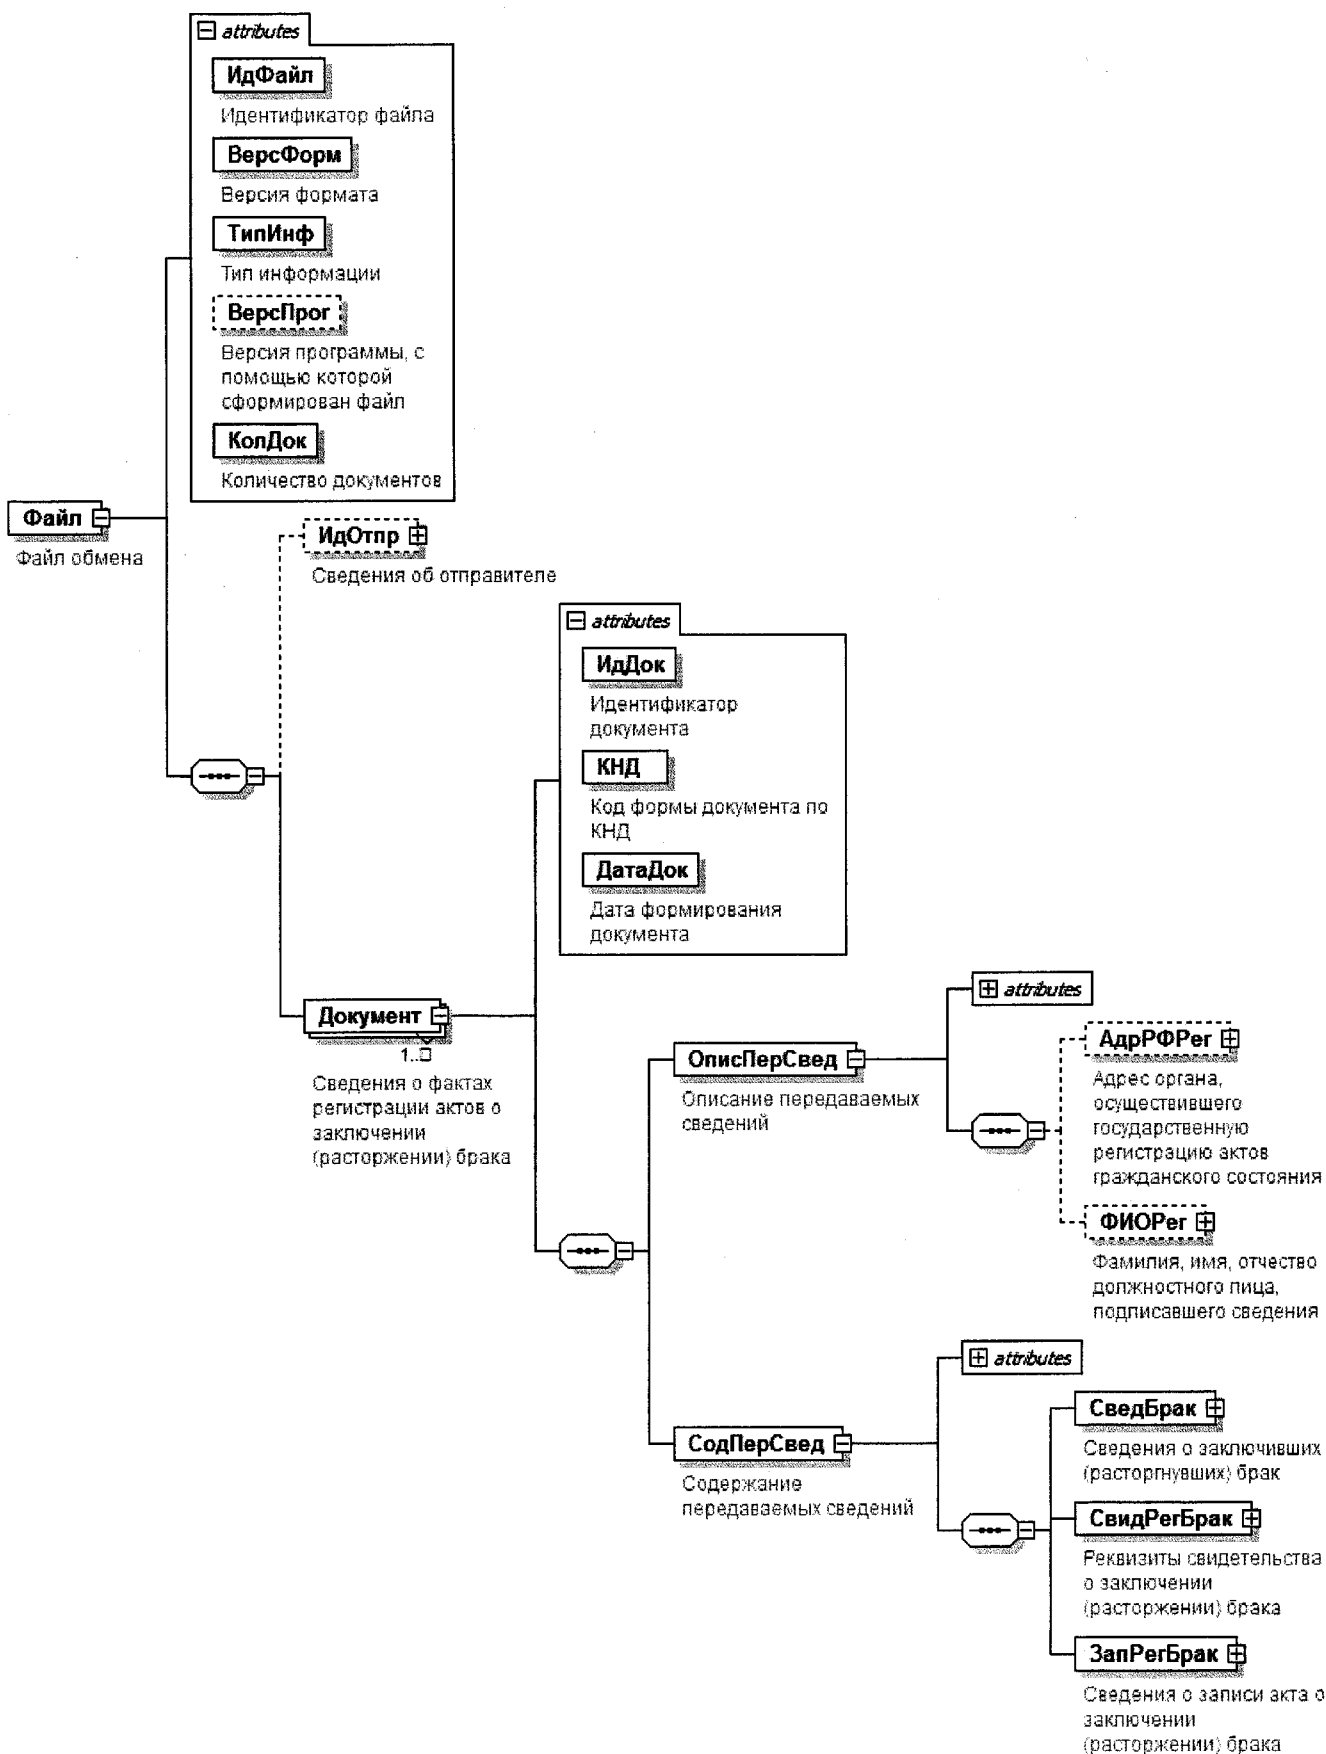 attributes
ИдФайл
Идентификатор файла
ВерсФорм
Версия формата
ТипИнф
Тип информации
ВерсПрог
Версия программы, с
помощью которой
сформирован файл
КолДок
Количество документов
Файл
Файл обмена
ИдОтпр
Сведения об отправителе
attributes
ИдДок
Идентификатор
документа
КНД
Код формы документа по
КНД
ДатаДок
Дата формирования
документа
Документ
1..
Сведения о фактах
регистрации актов о
заключении
(расторжении) брака
ОписПерСвед
Описание передаваемых
сведений
attributes
АдрРФРег
Адрес органа,
осуществившего
государственную
регистрацию актов
гражданского состояния
ФИОРег
Фамилия, имя, отчество
должностного лица,
подписавшего сведения
СодПерСвед
Содержание
передаваемых сведений
attributes
СведБрак
Сведения о заключивших
(расторгнувших) брак
СвидРегБрак
Реквизиты свидетельства
о заключении
(расторжении) брака
ЗапРегБрак
Сведения о записи акта о
заключении
(расторжении) брака